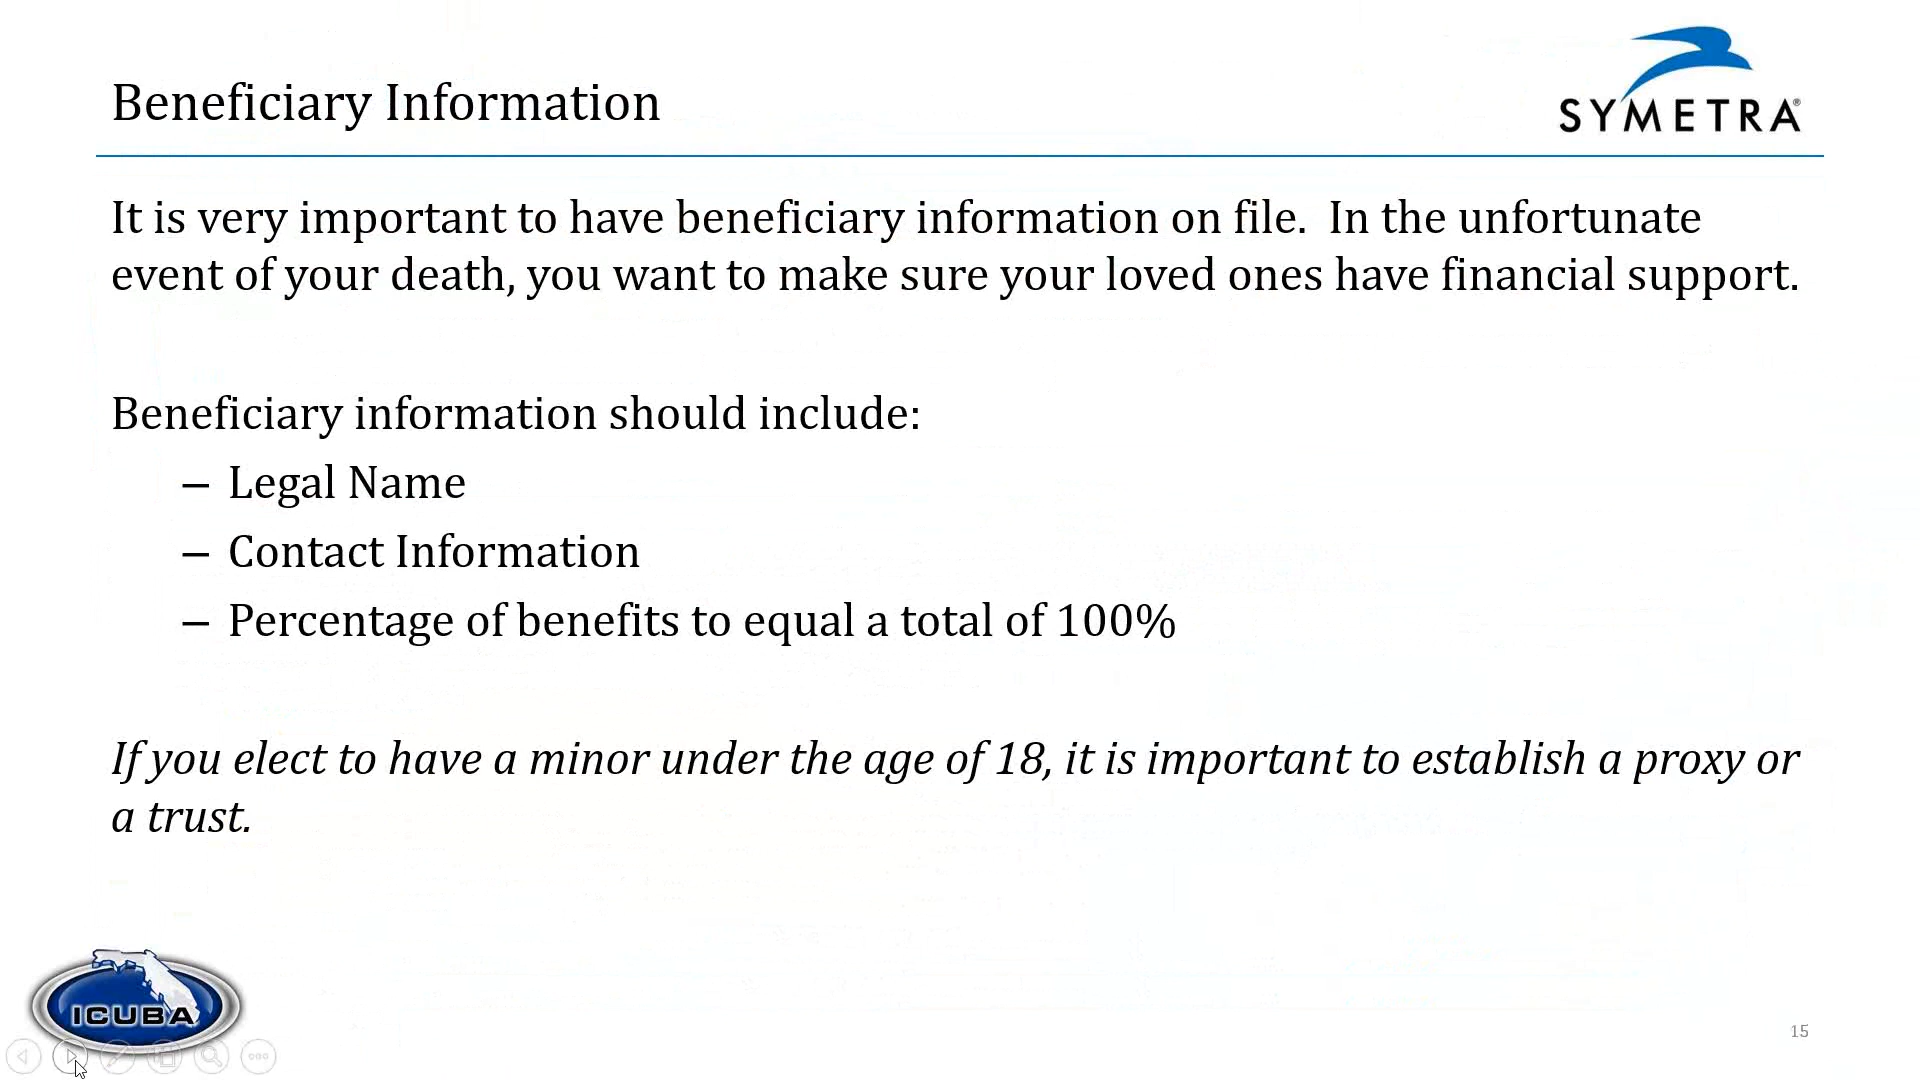 Beneficiary Information
SYMETRA®
It is very important to have beneficiary information on file.  In the unfortunate
event of your death, you want to make sure your loved ones have financial support.
Beneficiary information should include:
– Legal Name
– Contact Information
– Percentage of benefits to equal a total of 100%
If you elect to have a minor under the age of 18, it is important to establish a proxy or
a trust.
ICUBA
15